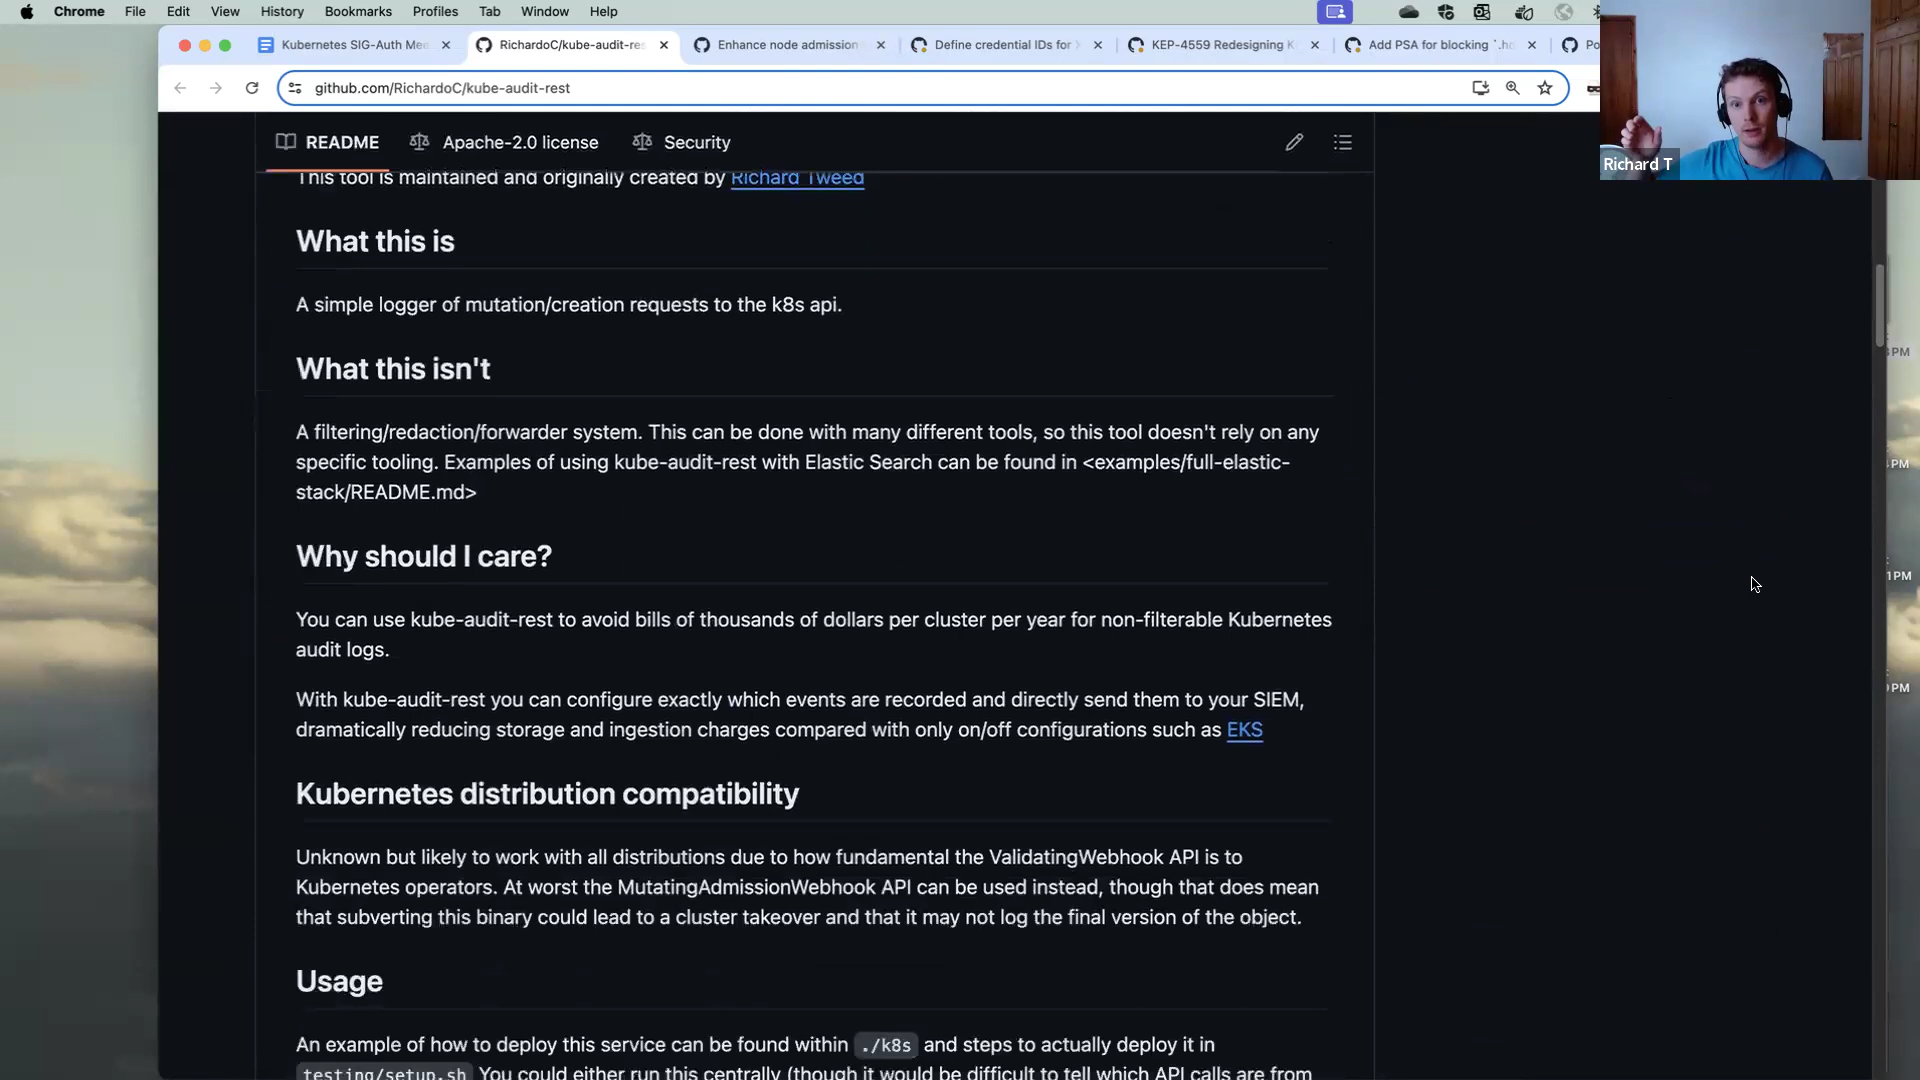 Chrome File Edit View History Bookmarks Profiles Tab Window Help
Kubernetes SIG-Auth Mee
RichardoC/kube-audit-res
Enhance node admission
Define credential IDs for
KEP-4559 Redesigning K
Add PSA for blocking `.ho
Po
github.com/RichardoC/kube-audit-rest
Richard T
README Apache-2.0 license Security
This tool is maintained and originally created by Richard Tweed
What this is
A simple logger of mutation/creation requests to the k8s api.
What this isn't
A filtering/redaction/forwarder system. This can be done with many different tools, so this tool doesn't rely on any
specific tooling. Examples of using kube-audit-rest with Elastic Search can be found in <examples/full-elastic-
stack/README.md>
Why should I care?
You can use kube-audit-rest to avoid bills of thousands of dollars per cluster per year for non-filterable Kubernetes
audit logs.
With kube-audit-rest you can configure exactly which events are recorded and directly send them to your SIEM,
dramatically reducing storage and ingestion charges compared with only on/off configurations such as EKS
Kubernetes distribution compatibility
Unknown but likely to work with all distributions due to how fundamental the ValidatingWebhook API is to
Kubernetes operators. At worst the MutatingAdmissionWebhook API can be used instead, though that does mean
that subverting this binary could lead to a cluster takeover and that it may not log the final version of the object.
Usage
An example of how to deploy this service can be found within ./k8s and steps to actually deploy it in
testing/setup.sh You could either run this centrally (though it would be difficult to tell which API calls are from
PM
PM
1 PM
PM